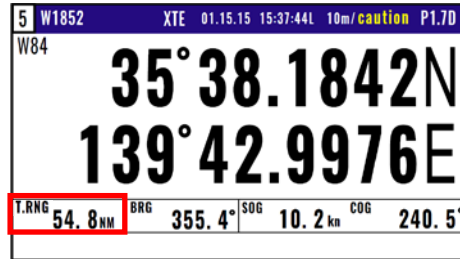 5 W1852 XTE 01.15.15 15:37:44L 10m/caution P1.7D
W84
35°38.1842N
139°42.9976E
T.RNG 54.8NM BRG 355.4° SOG 10.2kn COG 240.5°